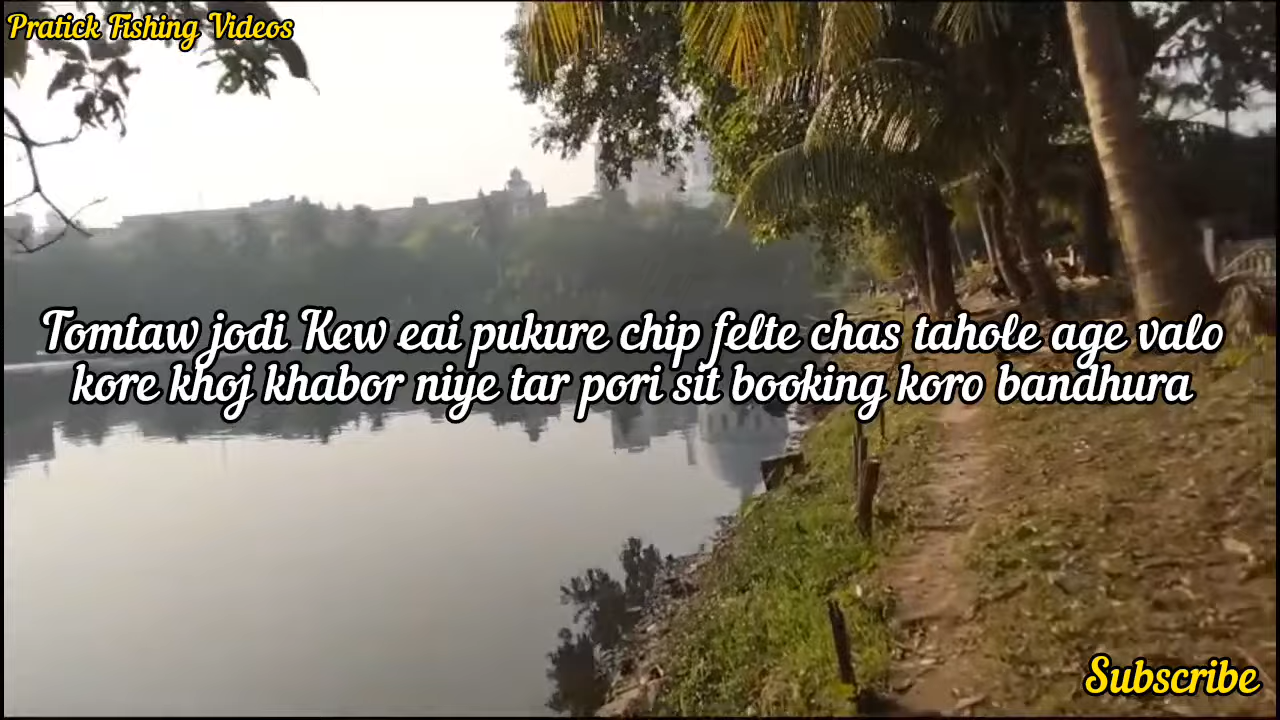 Pratick Fishing Videos
Tomtaw jodi Kew eai pukure chip felte chas tahole age valo
kore khoj khabor niye tar pori sit booking koro bandhura
Subscribe